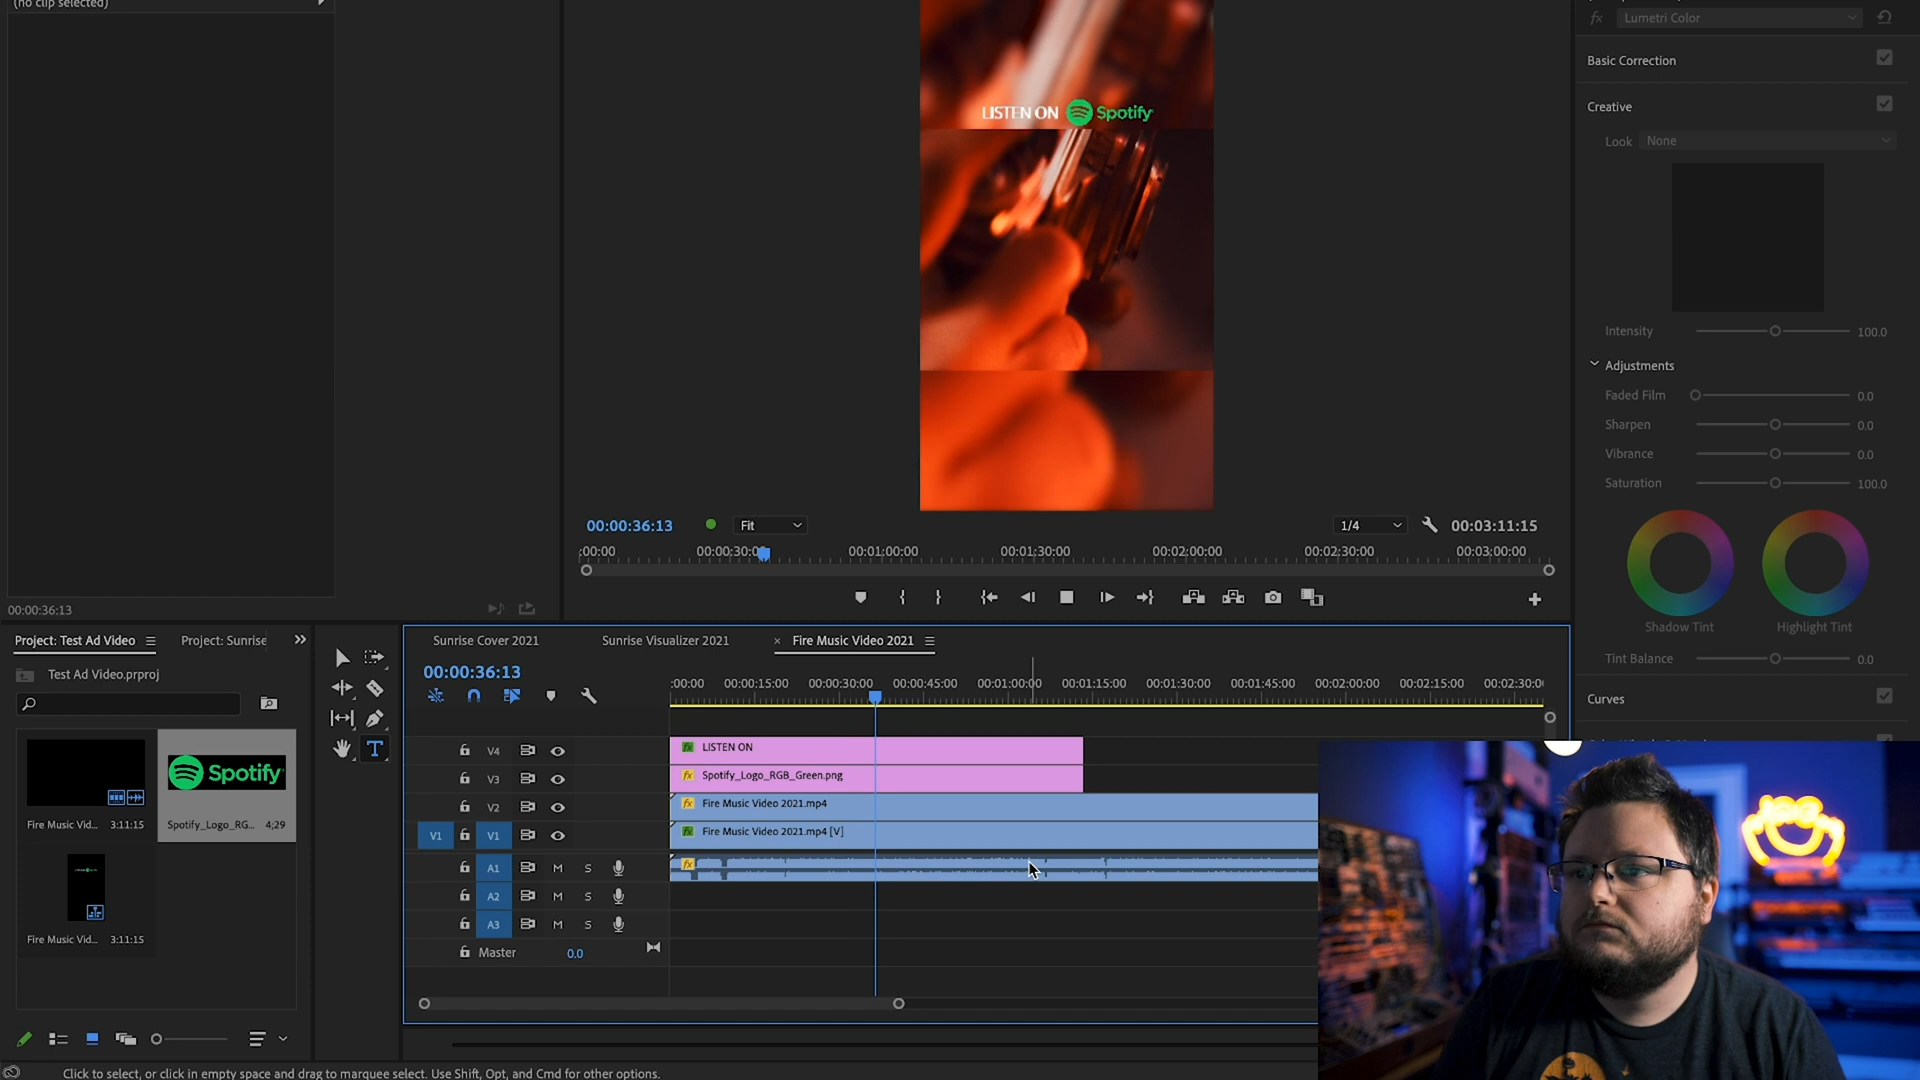 (no clip selected)
00:00:36:13
LISTEN ON Spotify
00:00:36:13 Fit 1/4 00:03:11:15
:00:00 00:00:30:0 00:01:00:00 00:01:30:00 00:02:00:00 00:02:30:00 00:03:00:00
fx Lumetri Color
Basic Correction
Creative
Look None
Intensity 100.0
Adjustments
Faded Film 0.0
Sharpen 0.0
Vibrance 0.0
Saturation 100.0
Shadow Tint Highlight Tint
Tint Balance 0.0
Curves
Project: Test Ad Video Project: Sunrise
Test Ad Video.prproj
Spotify
Fire Music Vid... 3:11:15 Spotify_Logo_RG... 4;29
Fire Music Vid... 3:11:15
Sunrise Cover 2021 Sunrise Visualizer 2021 × Fire Music Video 2021
00:00:36:13
:00:00 00:00:15:00 00:00:30:00 00:00:45:00 00:01:00:00 00:01:15:00 00:01:30:00 00:01:45:00 00:02:00:00 00:02:15:00 00:02:30:0
V4 fx LISTEN ON
V3 fx Spotify_Logo_RGB_Green.png
V2 fx Fire Music Video 2021.mp4
V1 V1 fx Fire Music Video 2021.mp4 [V]
A1 M S fx
A2 M S
A3 M S
Master 0.0
Click to select, or click in empty space and drag to marquee select. Use Shift, Opt, and Cmd for other options.